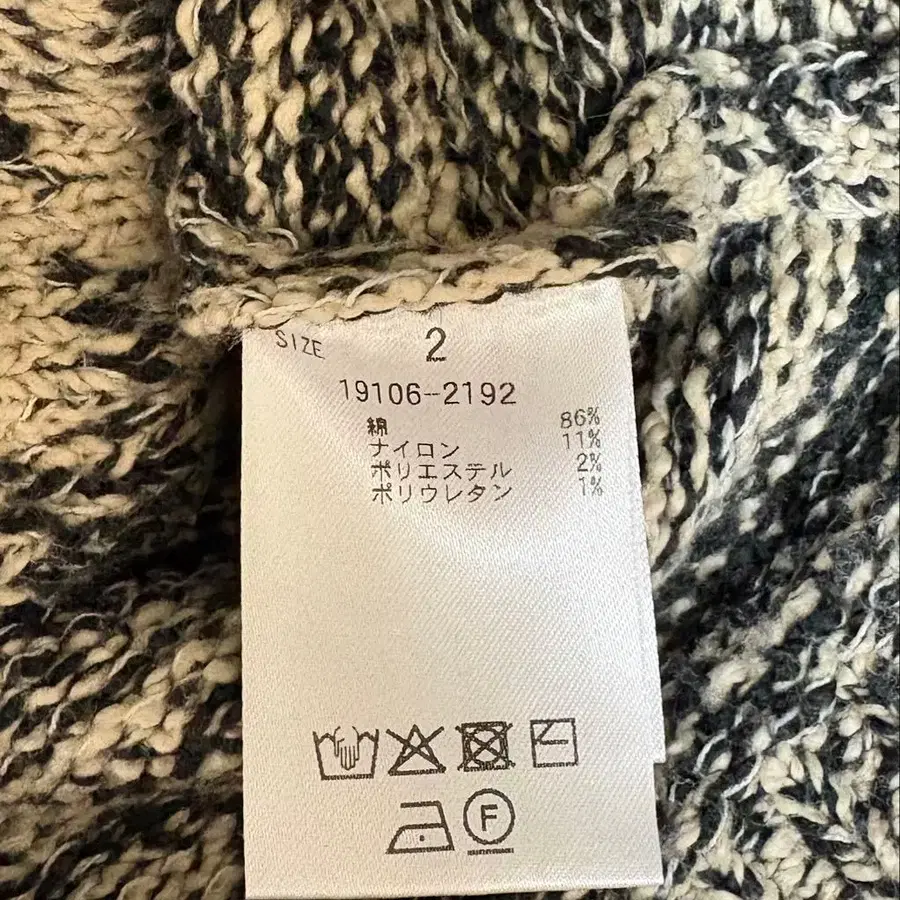 SIZE 2
19106-2192
綿 86%
ナイロン 11%
ポリエステル 2%
ポリウレタン 1%
F